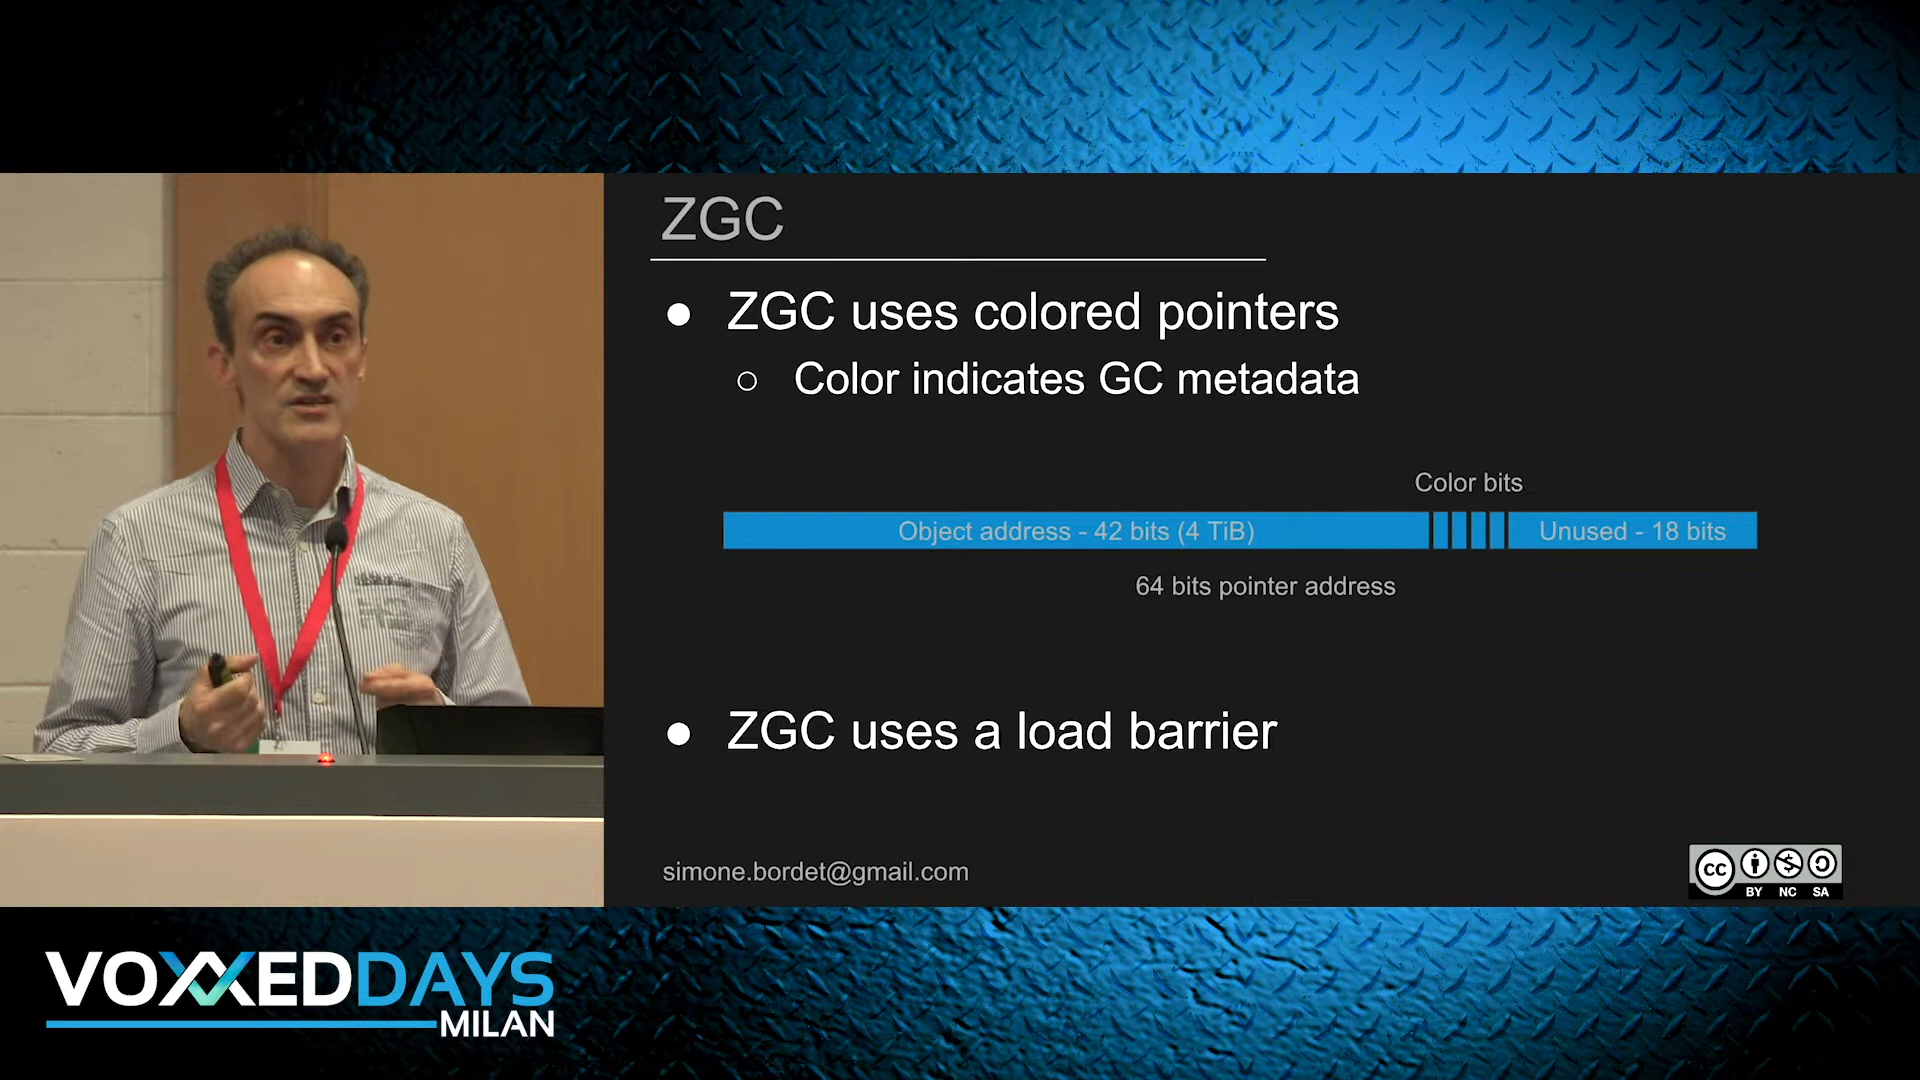 ZGC
● ZGC uses colored pointers
○ Color indicates GC metadata
Color bits
Object address - 42 bits (4 TiB)
Unused - 18 bits
64 bits pointer address
● ZGC uses a load barrier
simone.bordet@gmail.com
cc
BY NC SA
VOXXEDDAYS
MILAN